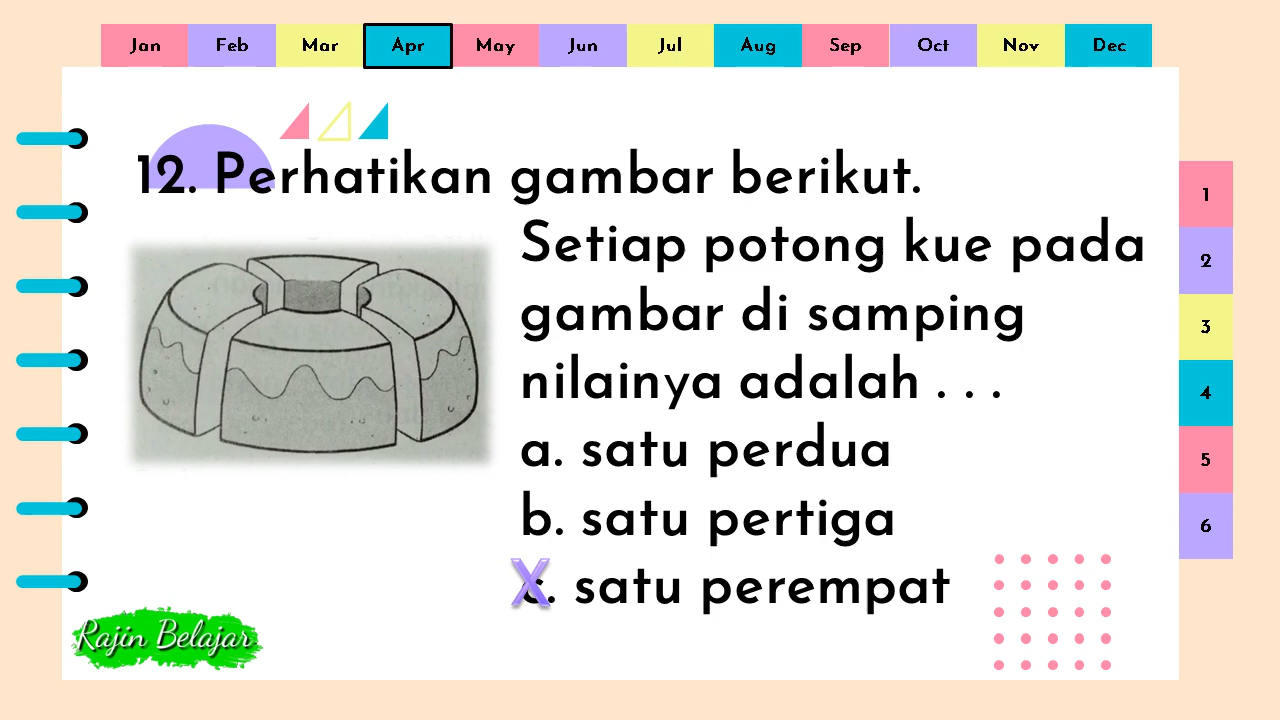 Jan Feb Mar Apr May Jun Jul Aug Sep Oct Nov Dec
12. Perhatikan gambar berikut.
Setiap potong kue pada
gambar di samping
nilainya adalah . . .
a. satu perdua
b. satu pertiga
c. satu perempat
X
Rajin Belajar
1
2
3
4
5
6